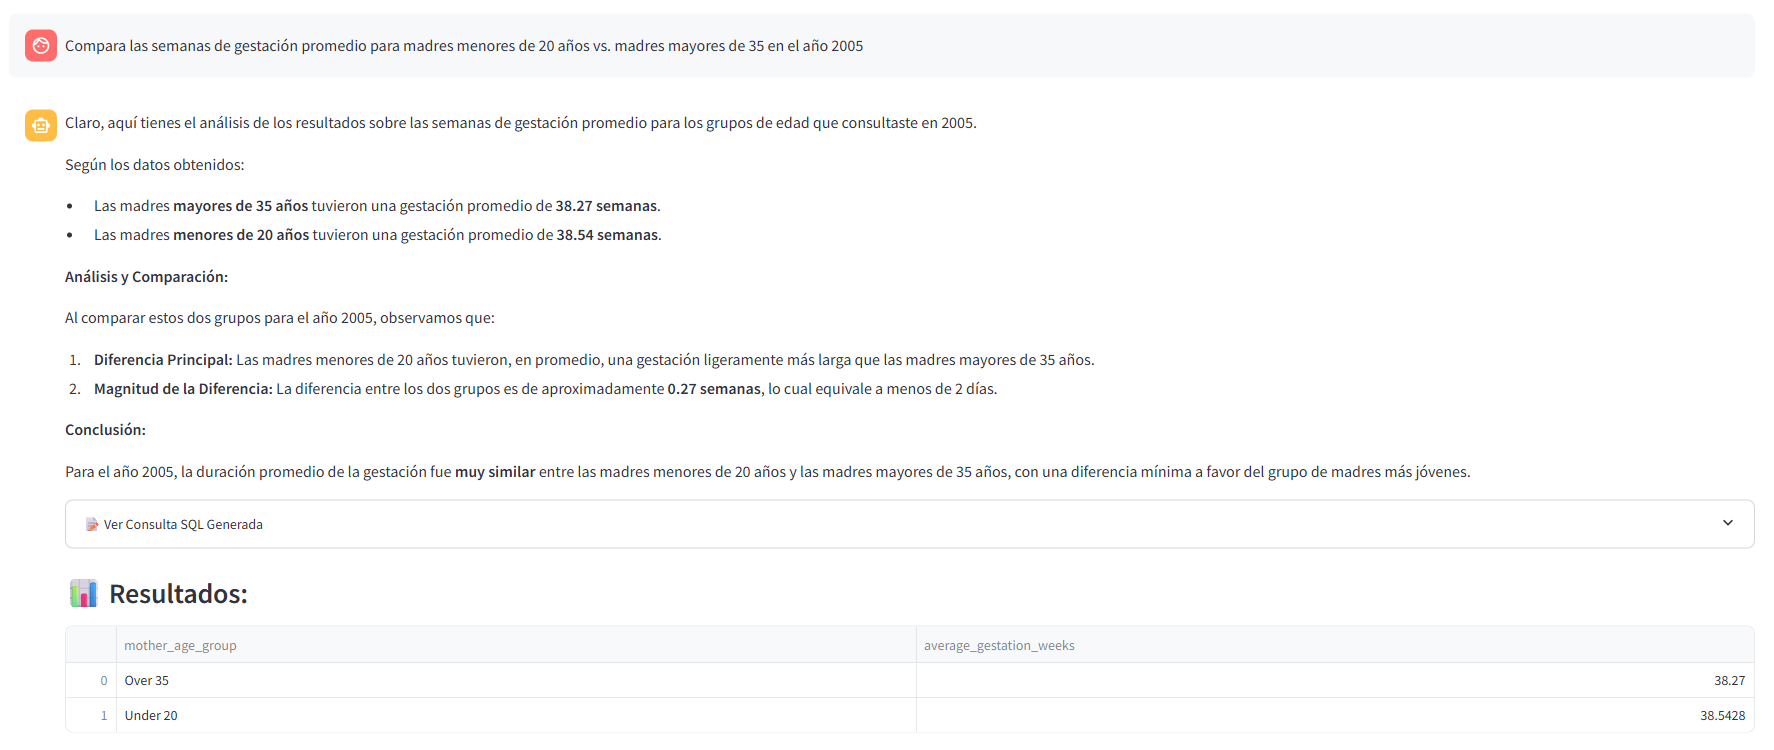 Compara las semanas de gestación promedio para madres menores de 20 años vs. madres mayores de 35 en el año 2005
Claro, aquí tienes el análisis de los resultados sobre las semanas de gestación promedio para los grupos de edad que consultaste en 2005.
Según los datos obtenidos:
• Las madres mayores de 35 años tuvieron una gestación promedio de 38.27 semanas.
• Las madres menores de 20 años tuvieron una gestación promedio de 38.54 semanas.
Análisis y Comparación:
Al comparar estos dos grupos para el año 2005, observamos que:
1. Diferencia Principal: Las madres menores de 20 años tuvieron, en promedio, una gestación ligeramente más larga que las madres mayores de 35 años.
2. Magnitud de la Diferencia: La diferencia entre los dos grupos es de aproximadamente 0.27 semanas, lo cual equivale a menos de 2 días.
Conclusión:
Para el año 2005, la duración promedio de la gestación fue muy similar entre las madres menores de 20 años y las madres mayores de 35 años, con una diferencia mínima a favor del grupo de madres más jóvenes.
Ver Consulta SQL Generada
Resultados:
mother_age_group average_gestation_weeks
0 Over 35 38.27
1 Under 20 38.5428